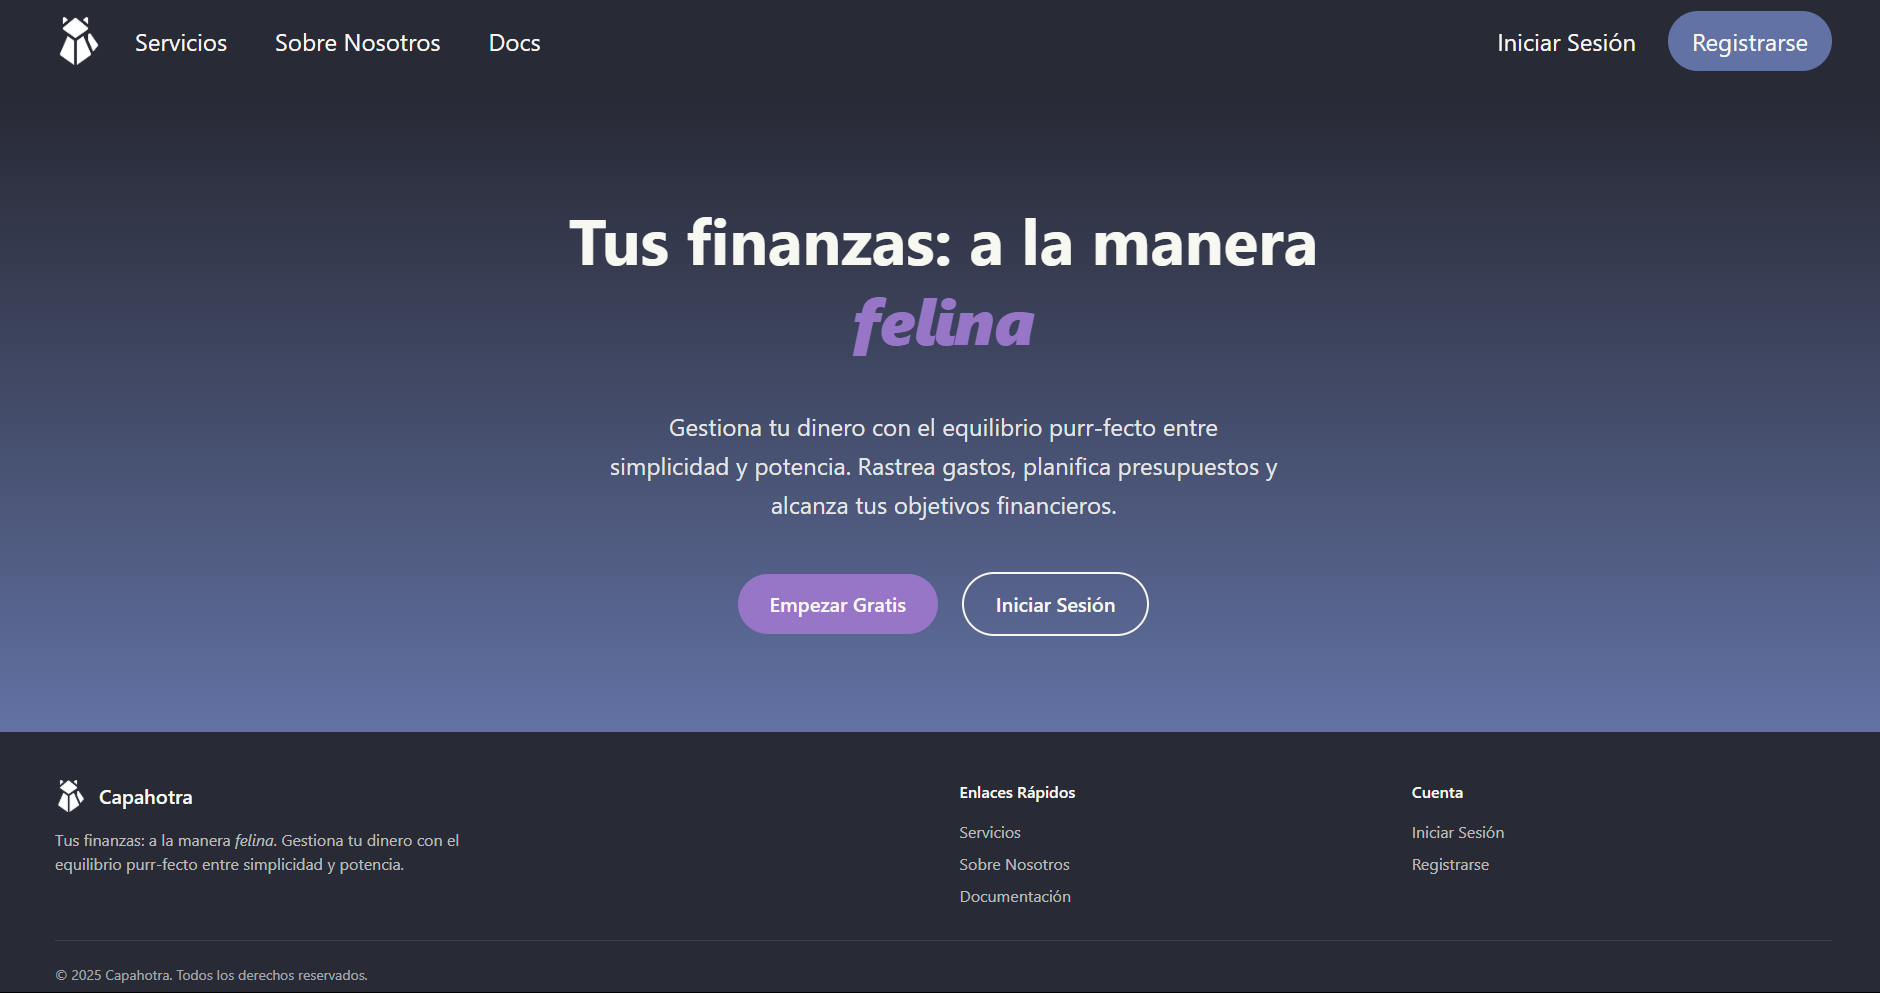 Servicios
Sobre Nosotros
Docs
Iniciar Sesión
Registrarse
Tus finanzas: a la manera
felina
Gestiona tu dinero con el equilibrio purr-fecto entre
simplicidad y potencia. Rastrea gastos, planifica presupuestos y
alcanza tus objetivos financieros.
Empezar Gratis
Iniciar Sesión
Capahotra
Tus finanzas: a la manera felina. Gestiona tu dinero con el
equilibrio purr-fecto entre simplicidad y potencia.
Enlaces Rápidos
Servicios
Sobre Nosotros
Documentación
Cuenta
Iniciar Sesión
Registrarse
© 2025 Capahotra. Todos los derechos reservados.